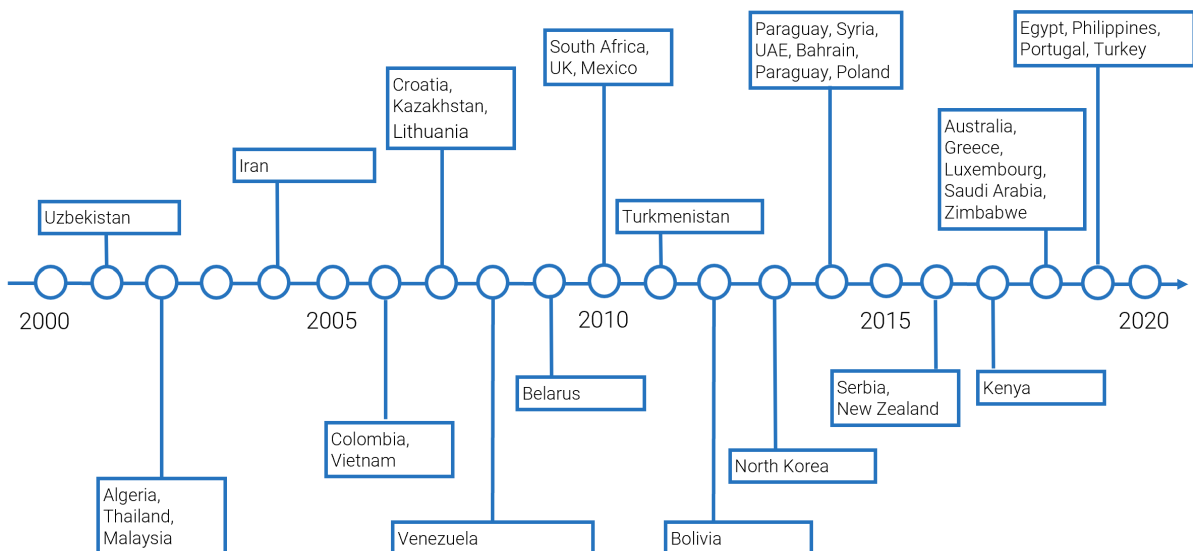 Uzbekistan
Algeria,
Thailand,
Malaysia
Iran
Colombia,
Vietnam
Croatia,
Kazakhstan,
Lithuania
Venezuela
Belarus
South Africa,
UK, Mexico
Turkmenistan
Bolivia
North Korea
Paraguay, Syria,
UAE, Bahrain,
Paraguay, Poland
Serbia,
New Zealand
Kenya
Australia,
Greece,
Luxembourg,
Saudi Arabia,
Zimbabwe
Egypt, Philippines,
Portugal, Turkey
2000
2005
2010
2015
2020